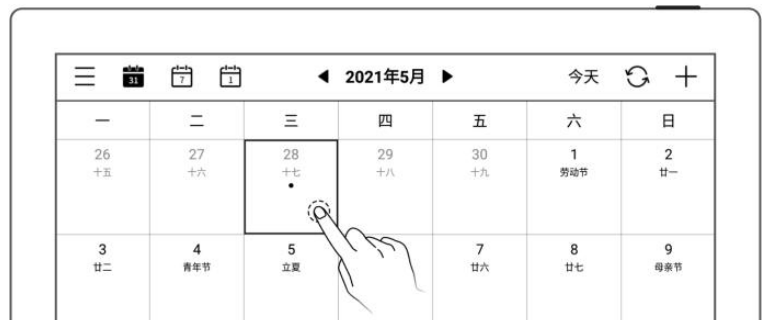 31 7 1 2021年5月 今天
一 二 三 四 五 六 日
26 27 28 29 30 1 2
十五 十六 十七 十八 十九 劳动节 廿一
3 4 5 7 8 9
廿二 青年节 立夏 廿六 廿七 母亲节